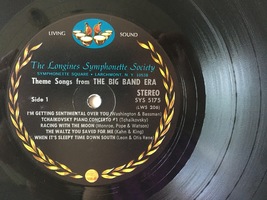 LIVING SOUND
The Longines Symphonette Society
SYMPHONETTE SQUARE • LARCHMONT, N. Y. 10538
Theme Songs from THE BIG BAND ERA
STEREO
Side 1 SYS 5175
(LWS 206)
I'M GETTING SENTIMENTAL OVER YOU (Washington & Bassman)
TCHAIKOVSKY PIANO CONCERTO #1 (Tchaikovsky)
RACING WITH THE MOON (Monroe, Pope & Watson)
THE WALTZ YOU SAVED FOR ME (Kahn & King)
WHEN IT'S SLEEPY TIME DOWN SOUTH (Leon & Otis Rene)